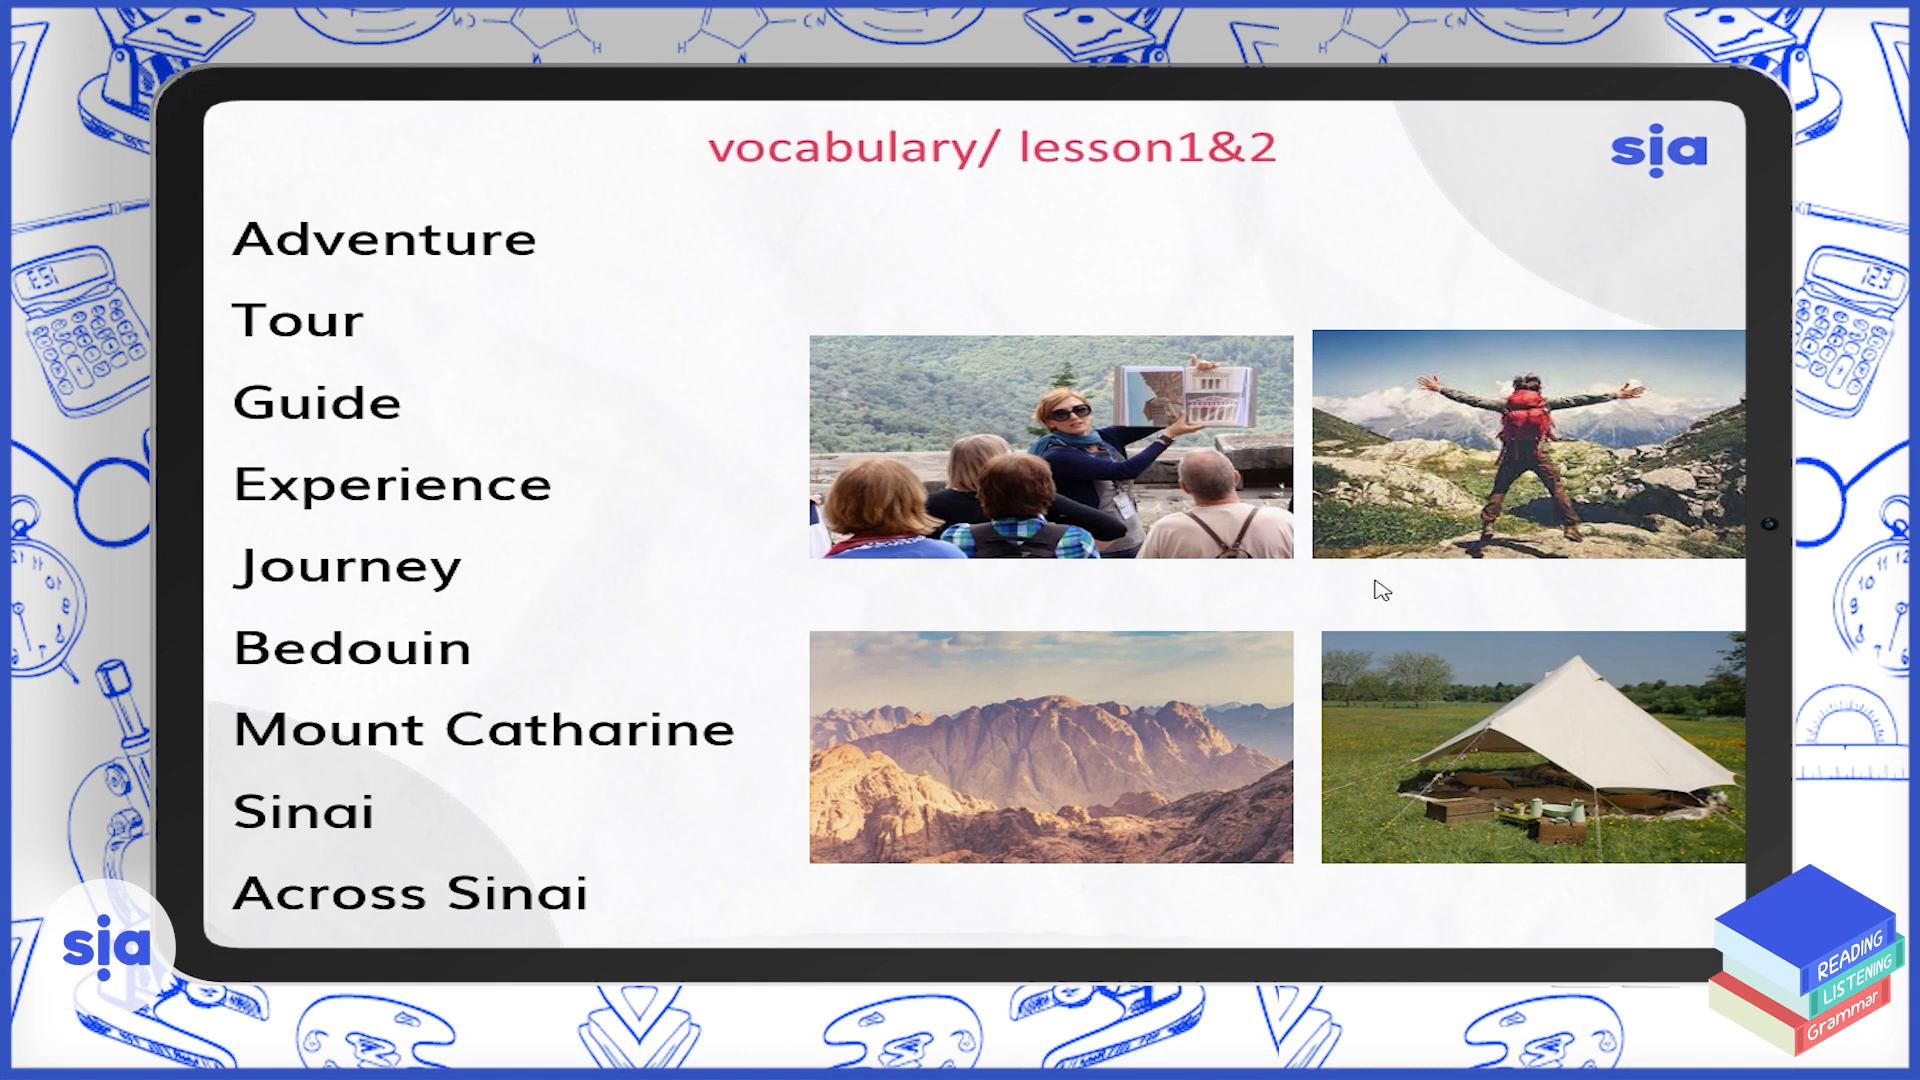 vocabulary/ lesson1&2
sia
Adventure
Tour
Guide
Experience
Journey
Bedouin
Mount Catharine
Sinai
Across Sinai
sia
READING
LISTENING
Grammar